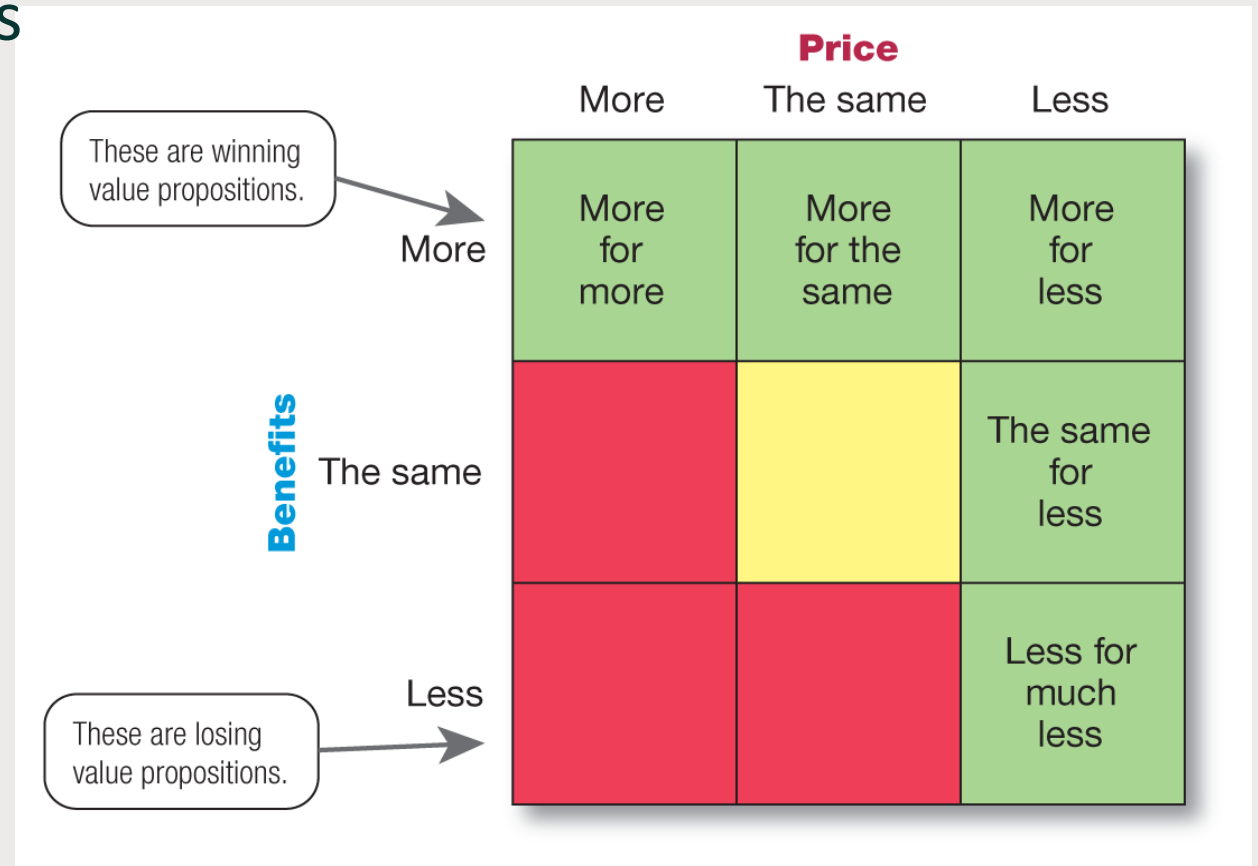 s
Price
More The same Less
These are winning
value propositions.
More
More
for
more
More
for the
same
More
for
less
Benefits
The same
The same
for
less
Less
Less for
much
less
These are losing
value propositions.